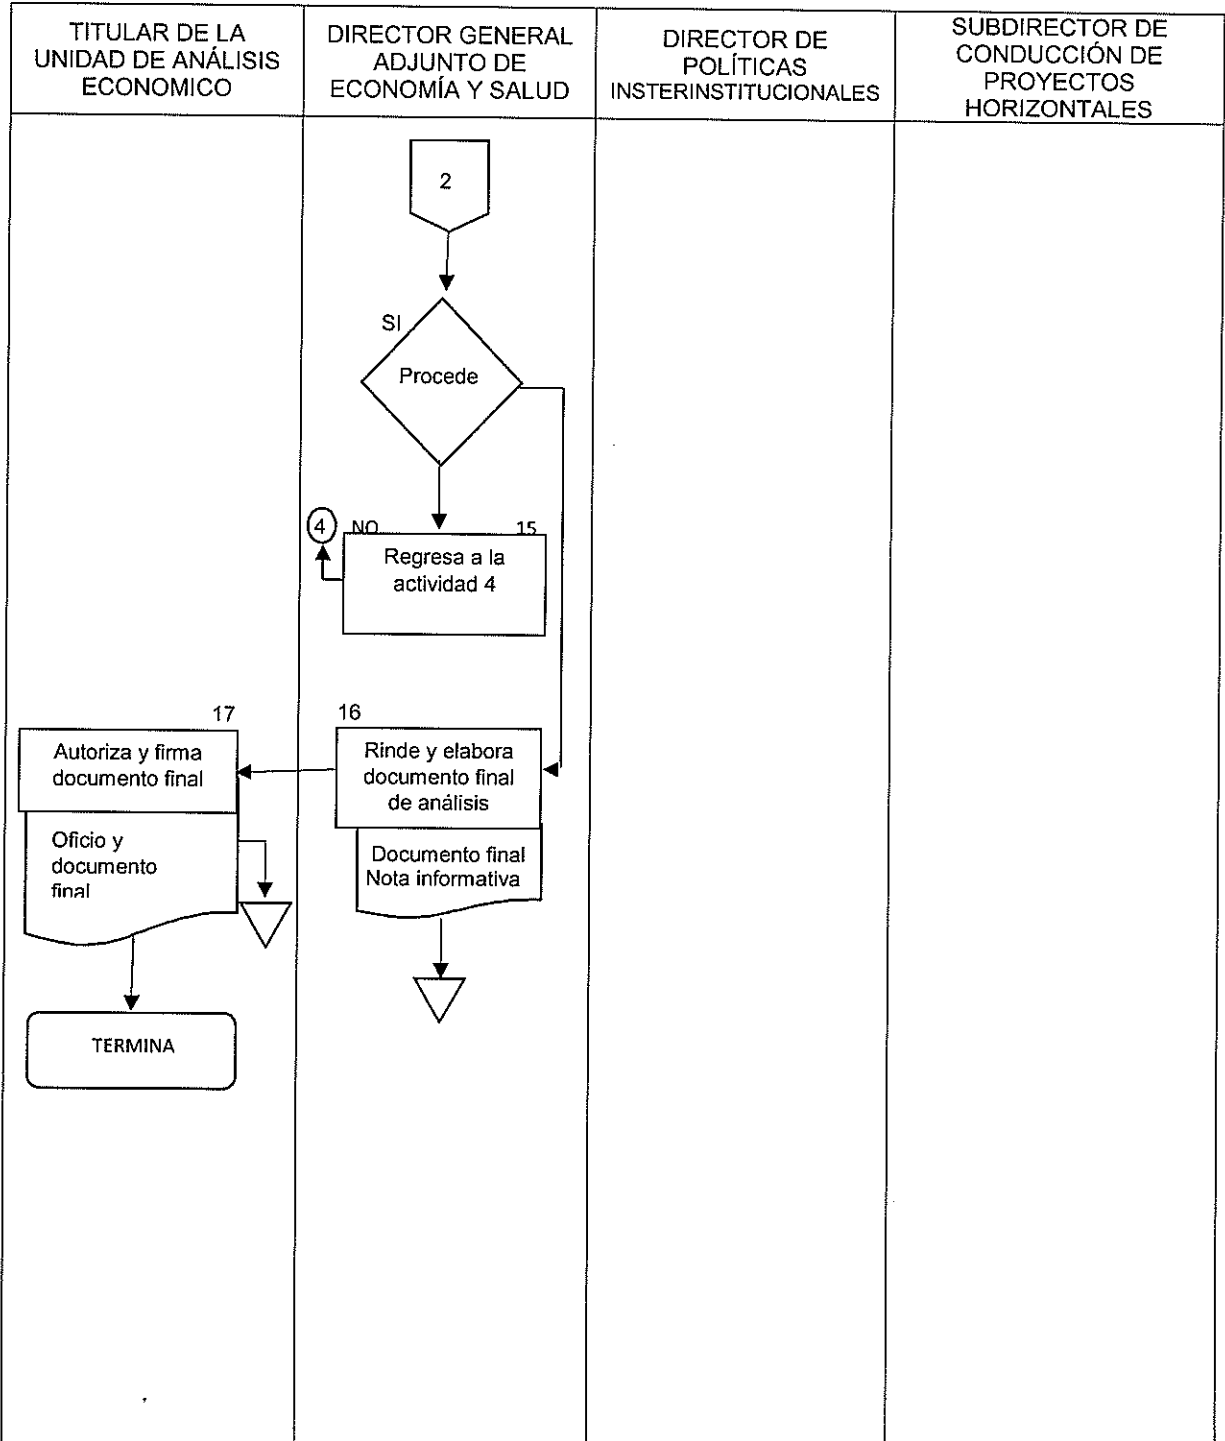 TITULAR DE LA
UNIDAD DE ANÁLISIS
ECONOMICO
DIRECTOR GENERAL
ADJUNTO DE
ECONOMÍA Y SALUD
DIRECTOR DE
POLÍTICAS
INSTERINSTITUCIONALES
SUBDIRECTOR DE
CONDUCCIÓN DE
PROYECTOS
HORIZONTALES
2
SI
Procede
4
NO
15
Regresa a la
actividad 4
16
Rinde y elabora
documento final
de análisis
Documento final
Nota informativa
17
Autoriza y firma
documento final
Oficio y
documento
final
TERMINA